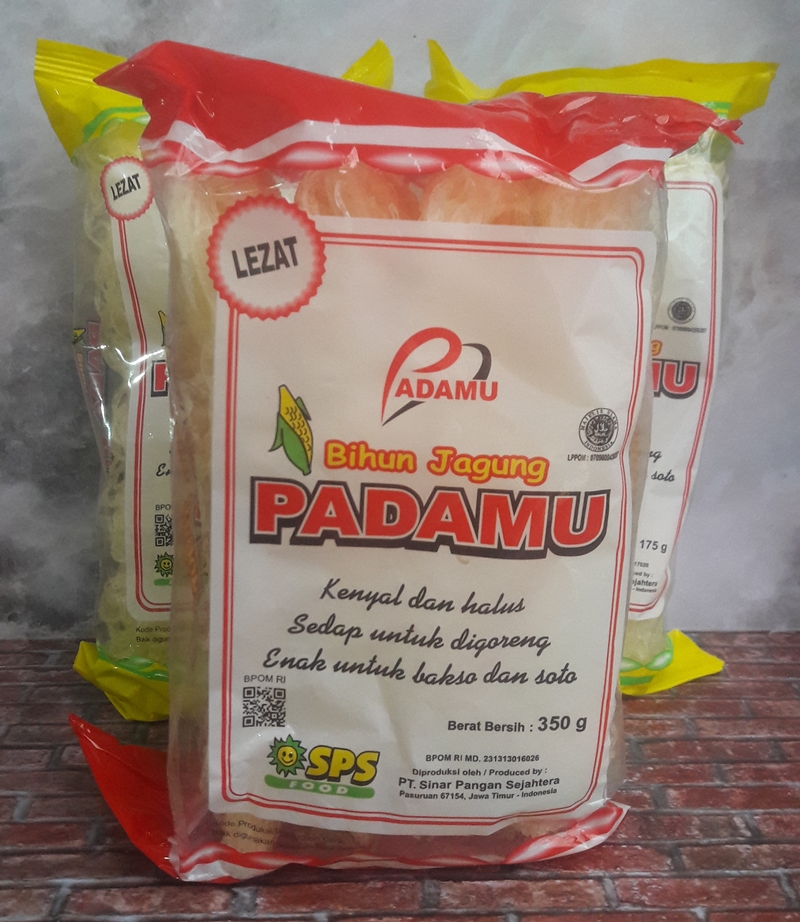 LEZAT
PADAMU
LPPOM :
Bihun Jagung
PADAMU
Kenyal dan halus
Sedap untuk digoreng
Enak untuk bakso dan soto
BPOM RI
Berat Bersih : 350 g
SPS
FOOD
BPOM RI MD. 231313016026
Diproduksi oleh / Produced by :
PT. Sinar Pangan Sejahtera
Pasuruan 67154, Jawa Timur - Indonesia
LEZAT
175 g
soto